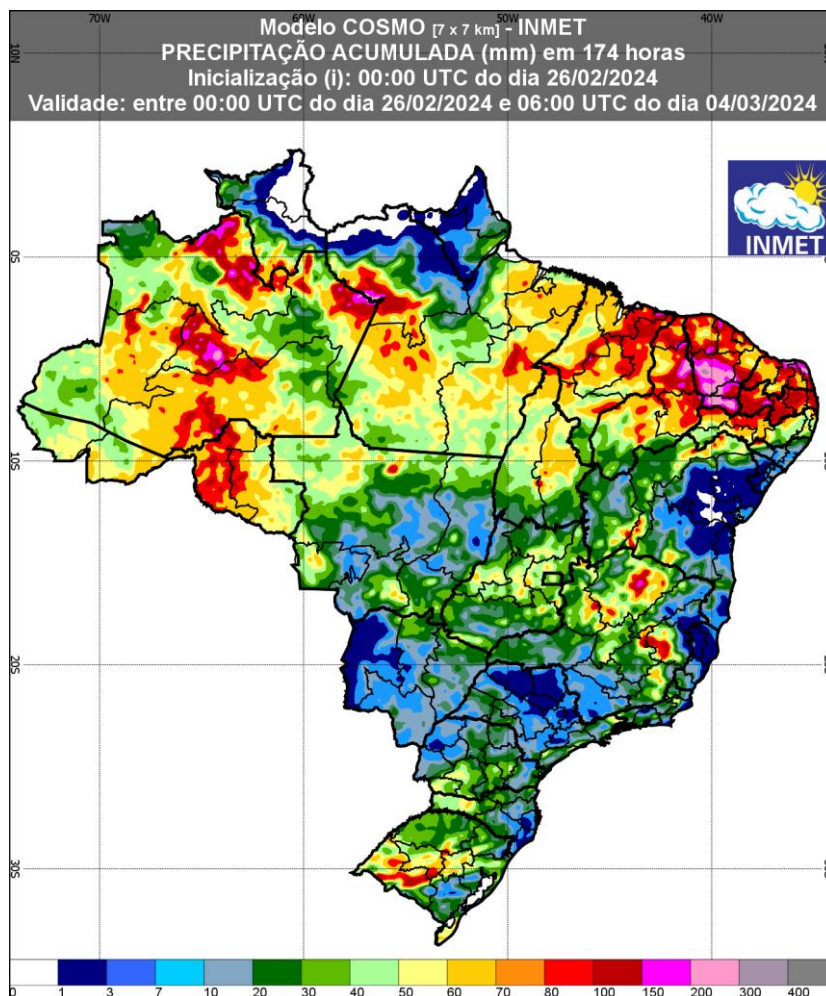 Modelo COSMO [7 x 7 km] - INMET
PRECIPITAÇÃO ACUMULADA (mm) em 174 horas
Inicialização (i): 00:00 UTC do dia 26/02/2024
Validade: entre 00:00 UTC do dia 26/02/2024 e 06:00 UTC do dia 04/03/2024
70W 60W 50W 40W
10N
INMET
0S
10S
20S
30S
0 1 3 7 10 20 30 40 50 60 70 80 100 150 200 300 400